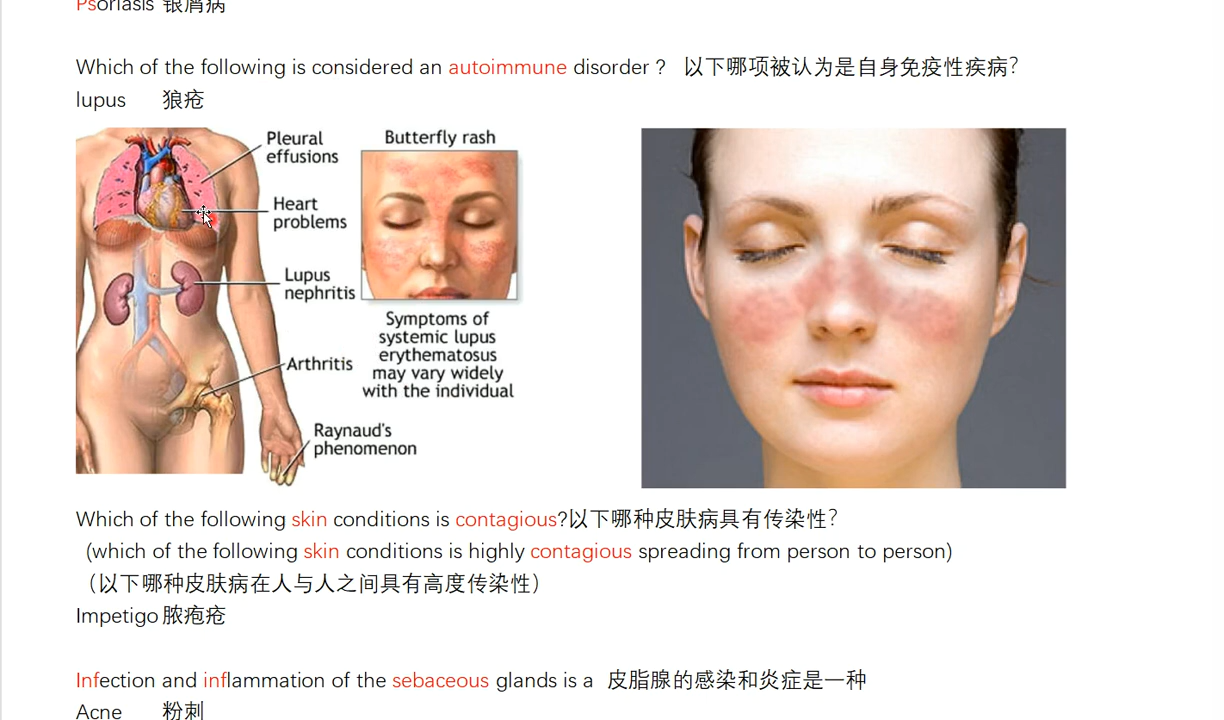 Psoriasis 银屑病
Which of the following is considered an autoimmune disorder ? 以下哪项被认为是自身免疫性疾病?
lupus 狼疮
Pleural effusions
Heart problems
Lupus nephritis
Arthritis
Raynaud's phenomenon
Butterfly rash
Symptoms of
systemic lupus
erythematosus
may vary widely
with the individual
Which of the following skin conditions is contagious?以下哪种皮肤病具有传染性?
(which of the following skin conditions is highly contagious spreading from person to person)
（以下哪种皮肤病在人与人之间具有高度传染性）
Impetigo 脓疱疮
Infection and inflammation of the sebaceous glands is a 皮脂腺的感染和炎症是一种
Acne 粉刺